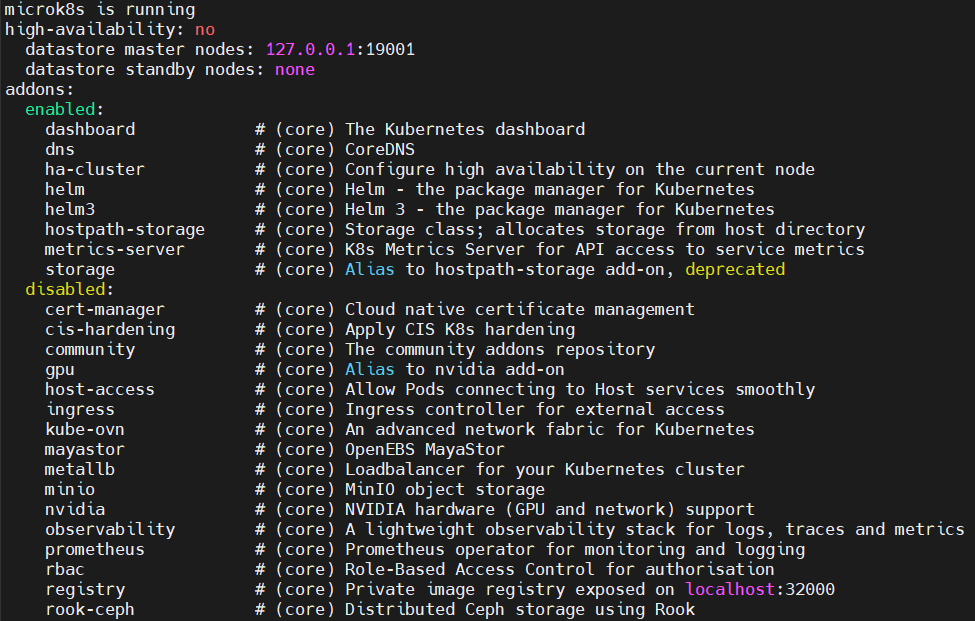 microk8s is running
high-availability: no
  datastore master nodes: 127.0.0.1:19001
  datastore standby nodes: none
addons:
  enabled:
    dashboard            # (core) The Kubernetes dashboard
    dns                  # (core) CoreDNS
    ha-cluster           # (core) Configure high availability on the current node
    helm                 # (core) Helm - the package manager for Kubernetes
    helm3                # (core) Helm 3 - the package manager for Kubernetes
    hostpath-storage     # (core) Storage class; allocates storage from host directory
    metrics-server       # (core) K8s Metrics Server for API access to service metrics
    storage              # (core) Alias to hostpath-storage add-on, deprecated
  disabled:
    cert-manager         # (core) Cloud native certificate management
    cis-hardening        # (core) Apply CIS K8s hardening
    community            # (core) The community addons repository
    gpu                  # (core) Alias to nvidia add-on
    host-access          # (core) Allow Pods connecting to Host services smoothly
    ingress              # (core) Ingress controller for external access
    kube-ovn             # (core) An advanced network fabric for Kubernetes
    mayastor             # (core) OpenEBS MayaStor
    metallb              # (core) Loadbalancer for your Kubernetes cluster
    minio                # (core) MinIO object storage
    nvidia               # (core) NVIDIA hardware (GPU and network) support
    observability        # (core) A lightweight observability stack for logs, traces and metrics
    prometheus           # (core) Prometheus operator for monitoring and logging
    rbac                 # (core) Role-Based Access Control for authorisation
    registry             # (core) Private image registry exposed on localhost:32000
    rook-ceph            # (core) Distributed Ceph storage using Rook